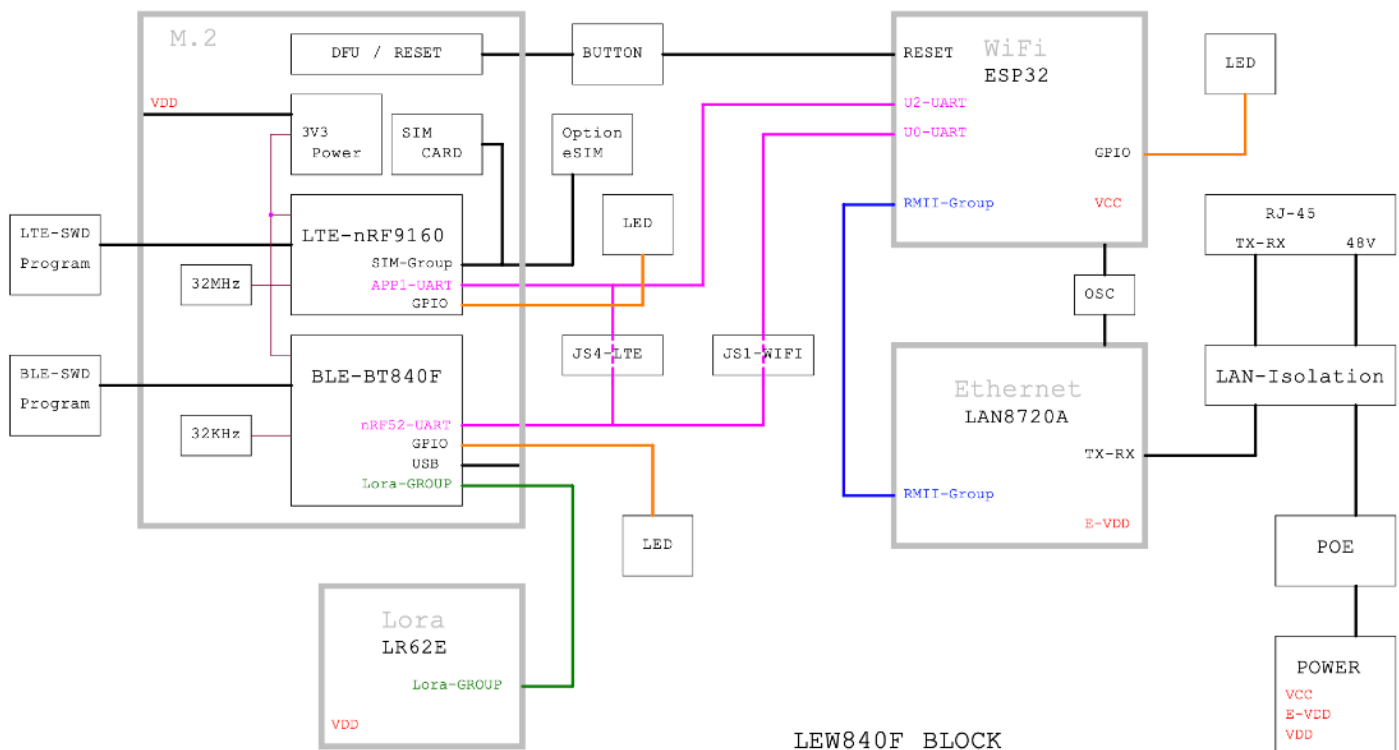 M.2
DFU / RESET
BUTTON
RESET
WiFi
ESP32
LED
VDD
3V3
Power
SIM
CARD
Option
eSIM
U2-UART
U0-UART
GPIO
RMII-Group
VCC
LTE-SWD
Program
LTE-nRF9160
SIM-Group
APP1-UART
GPIO
32MHz
LED
RJ-45
TX-RX 48V
OSC
JS4-LTE
JS1-WIFI
BLE-SWD
Program
BLE-BT840F
nRF52-UART
GPIO
USB
Lora-GROUP
32KHz
LED
Ethernet
LAN8720A
TX-RX
RMII-Group
E-VDD
LAN-Isolation
POE
POWER
VCC
E-VDD
VDD
Lora
LR62E
Lora-GROUP
VDD
LEW840F BLOCK